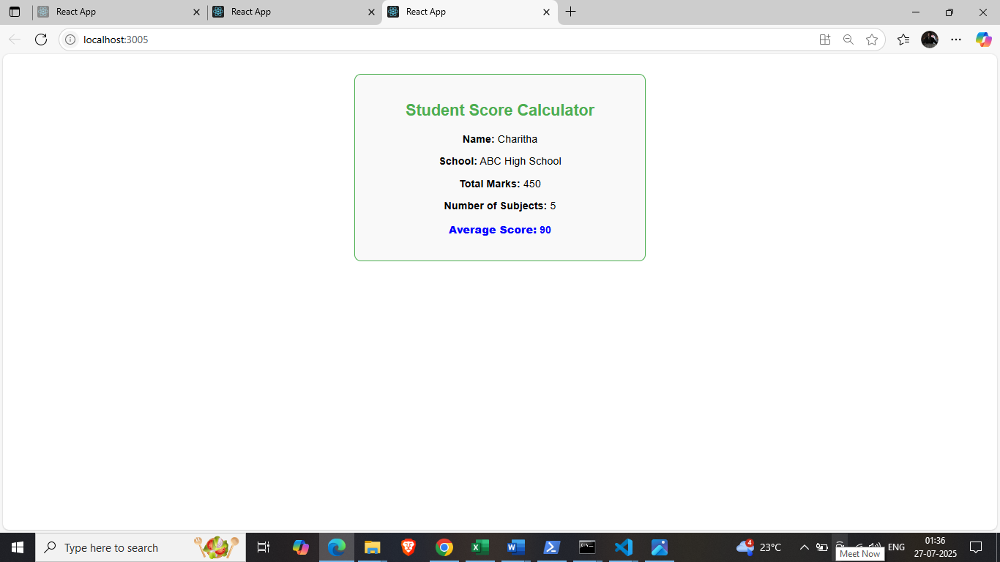 React App
React App
React App
localhost:3005
Student Score Calculator
Name: Charitha
School: ABC High School
Total Marks: 450
Number of Subjects: 5
Average Score: 90
Type here to search
4
23°C
ENG
01:36
27-07-2025
Meet Now